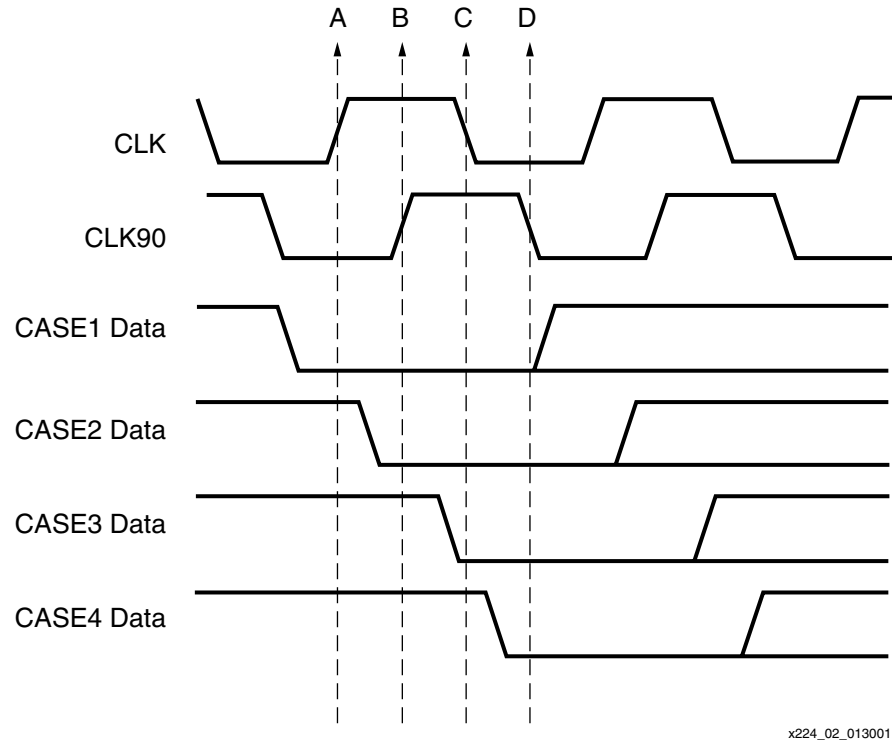 A B C D
CLK
CLK90
CASE1 Data
CASE2 Data
CASE3 Data
CASE4 Data
x224_02_013001